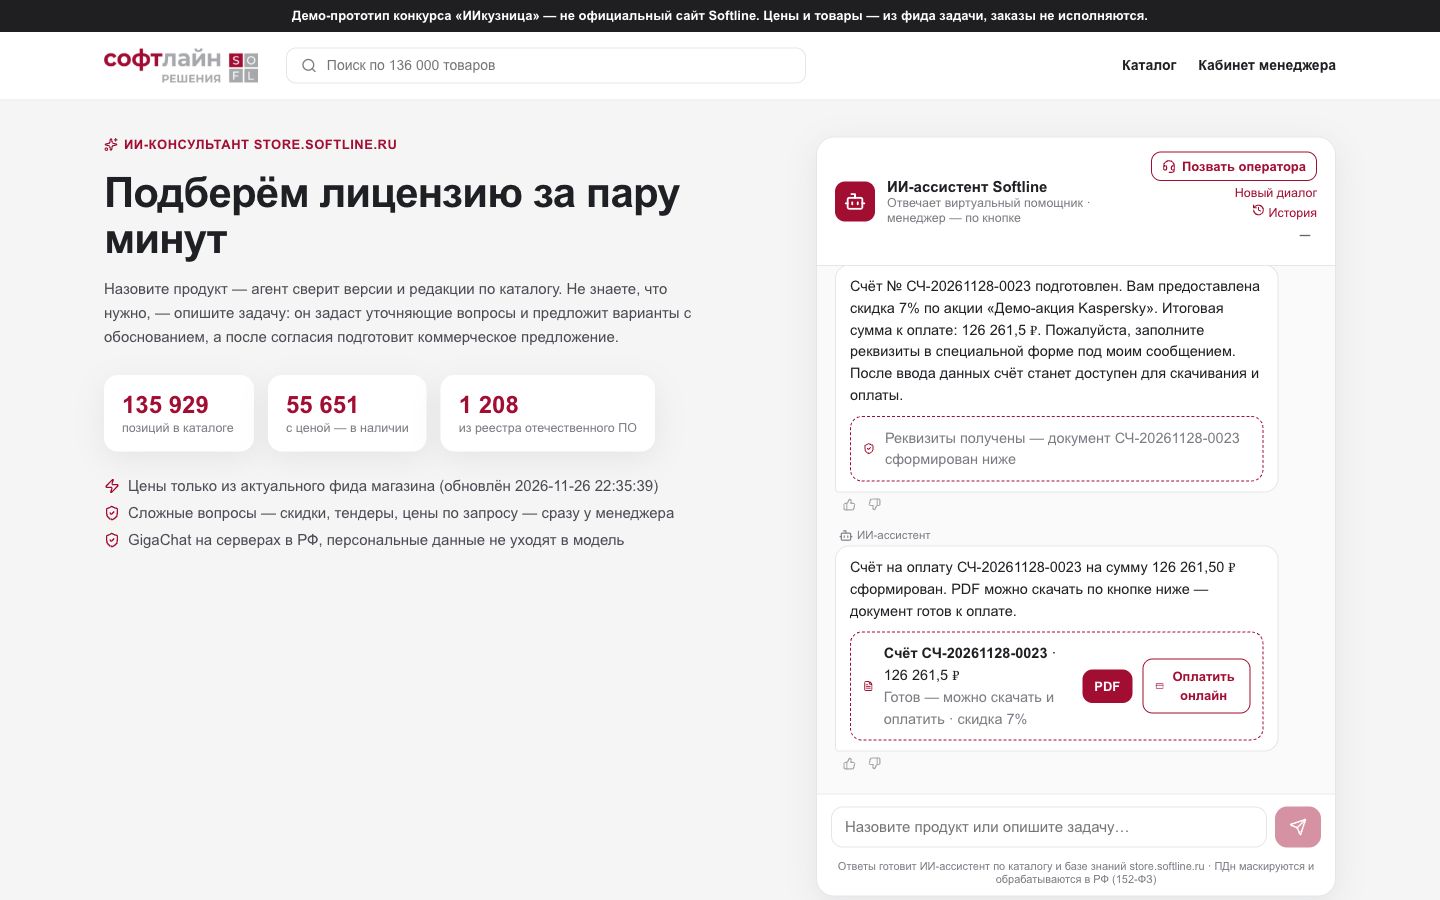 Демо-прототип конкурса «ИИкузница» — не официальный сайт Softline. Цены и товары — из фида задачи, заказы не исполняются.
софтлайн
РЕШЕНИЯ
S O
F L
Поиск по 136 000 товаров
Каталог
Кабинет менеджера
ИИ-КОНСУЛЬТАНТ STORE.SOFTLINE.RU
Подберём лицензию за пару
минут
Назовите продукт — агент сверит версии и редакции по каталогу. Не знаете, что
нужно, — опишите задачу: он задаст уточняющие вопросы и предложит варианты с
обоснованием, а после согласия подготовит коммерческое предложение.
135 929
позиций в каталоге
55 651
с ценой — в наличии
1 208
из реестра отечественного ПО
Цены только из актуального фида магазина (обновлён 2026-11-26 22:35:39)
Сложные вопросы — скидки, тендеры, цены по запросу — сразу у менеджера
GigaChat на серверах в РФ, персональные данные не уходят в модель
ИИ-ассистент Softline
Отвечает виртуальный помощник ·
менеджер — по кнопке
Позвать оператора
Новый диалог
История
—
Счёт № СЧ-20261128-0023 подготовлен. Вам предоставлена
скидка 7% по акции «Демо-акция Kaspersky». Итоговая
сумма к оплате: 126 261,5 ₽. Пожалуйста, заполните
реквизиты в специальной форме под моим сообщением.
После ввода данных счёт станет доступен для скачивания и
оплаты.
Реквизиты получены — документ СЧ-20261128-0023
сформирован ниже
ИИ-ассистент
Счёт на оплату СЧ-20261128-0023 на сумму 126 261,50 ₽
сформирован. PDF можно скачать по кнопке ниже —
документ готов к оплате.
Счёт СЧ-20261128-0023 ·
126 261,5 ₽
Готов — можно скачать и
оплатить · скидка 7%
PDF
Оплатить
онлайн
Назовите продукт или опишите задачу…
Ответы готовит ИИ-ассистент по каталогу и базе знаний store.softline.ru · ПДн маскируются и
обрабатываются в РФ (152-ФЗ)